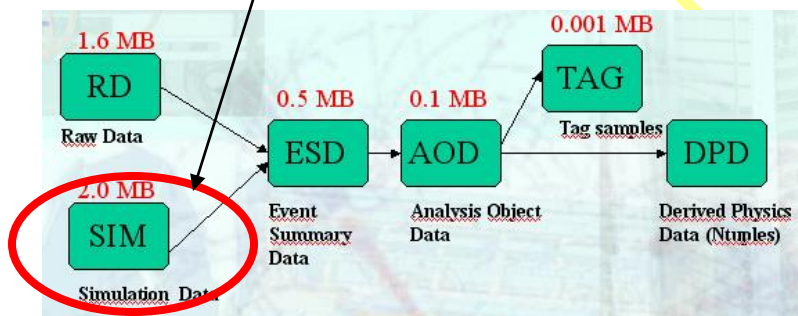 1.6 MB
RD
Raw Data
2.0 MB
SIM
Simulation Data
0.5 MB
ESD
Event
Summary
Data
0.1 MB
AOD
Analysis Object
Data
0.001 MB
TAG
Tag samples
DPD
Derived Physics
Data (Ntuples)